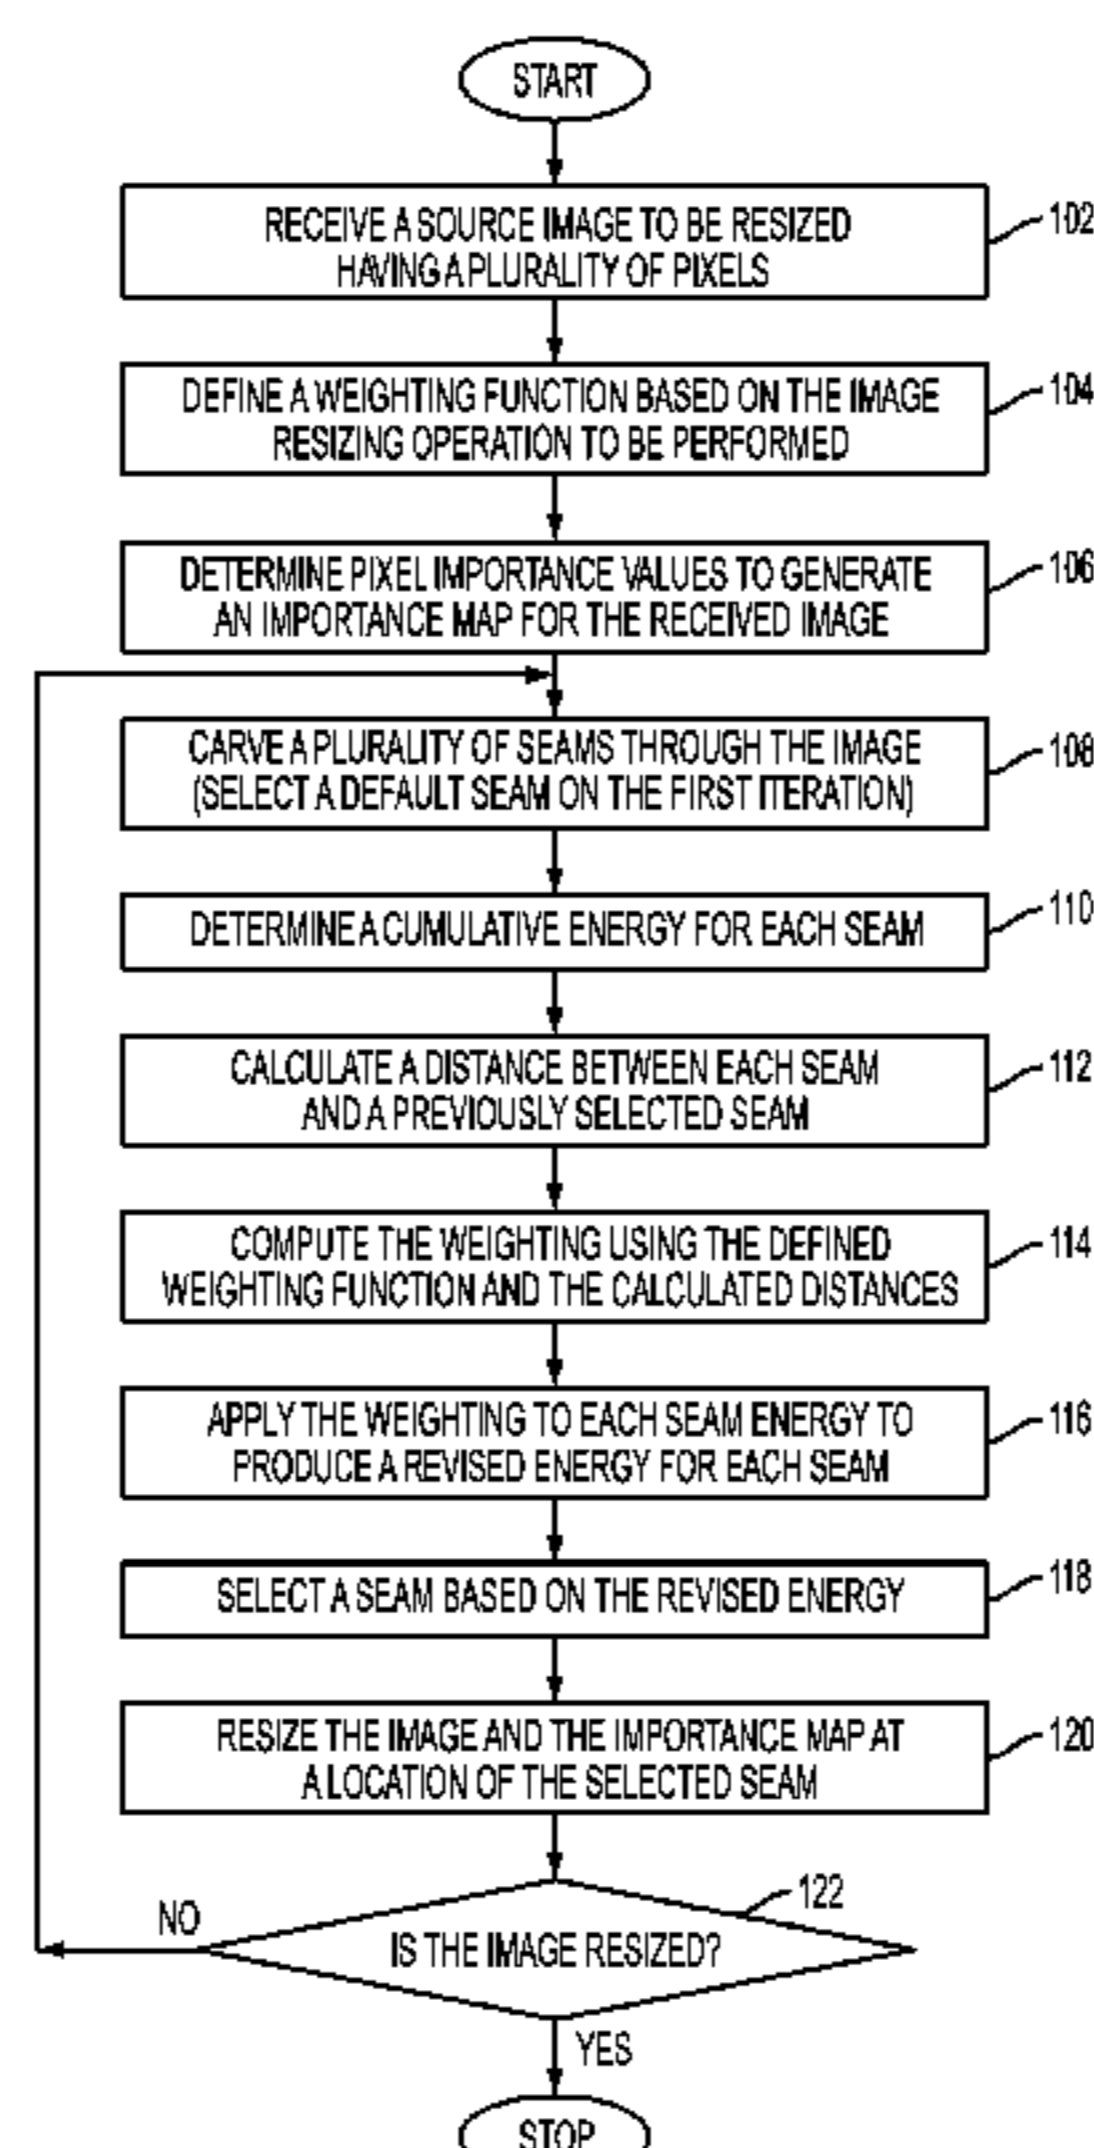 START
RECEIVE A SOURCE IMAGE TO BE RESIZED
HAVING A PLURALITY OF PIXELS
102
DEFINE A WEIGHTING FUNCTION BASED ON THE IMAGE
RESIZING OPERATION TO BE PERFORMED
104
DETERMINE PIXEL IMPORTANCE VALUES TO GENERATE
AN IMPORTANCE MAP FOR THE RECEIVED IMAGE
106
CARVE A PLURALITY OF SEAMS THROUGH THE IMAGE
(SELECT A DEFAULT SEAM ON THE FIRST ITERATION)
108
DETERMINE A CUMULATIVE ENERGY FOR EACH SEAM
110
CALCULATE A DISTANCE BETWEEN EACH SEAM
AND A PREVIOUSLY SELECTED SEAM
112
COMPUTE THE WEIGHTING USING THE DEFINED
WEIGHTING FUNCTION AND THE CALCULATED DISTANCES
114
APPLY THE WEIGHTING TO EACH SEAM ENERGY TO
PRODUCE A REVISED ENERGY FOR EACH SEAM
116
SELECT A SEAM BASED ON THE REVISED ENERGY
118
RESIZE THE IMAGE AND THE IMPORTANCE MAP AT
A LOCATION OF THE SELECTED SEAM
120
122
NO
IS THE IMAGE RESIZED?
YES
STOP